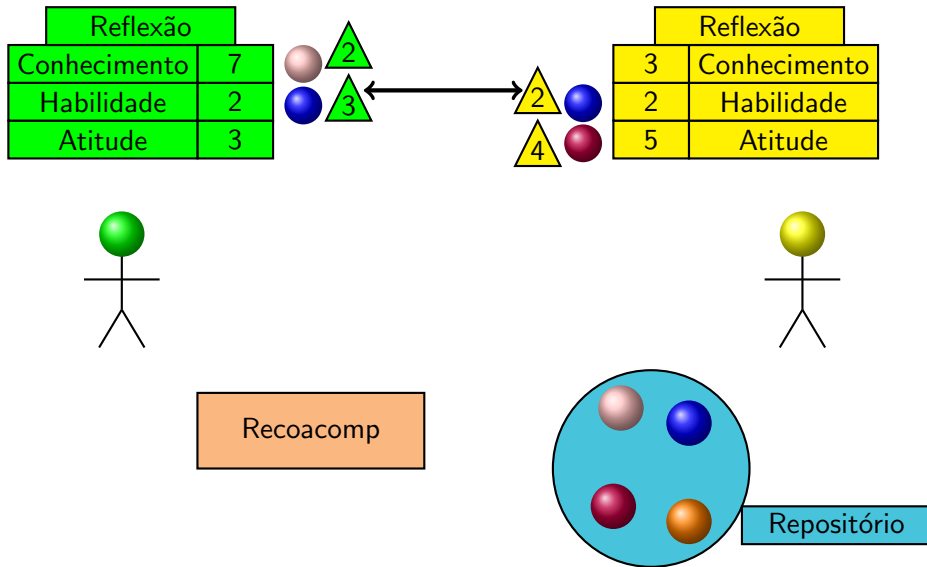 Reflexão
Conhecimento 7
Habilidade 2
Atitude 3
2
3
2
4
Reflexão
3 Conhecimento
2 Habilidade
5 Atitude
Recoacomp
Repositório